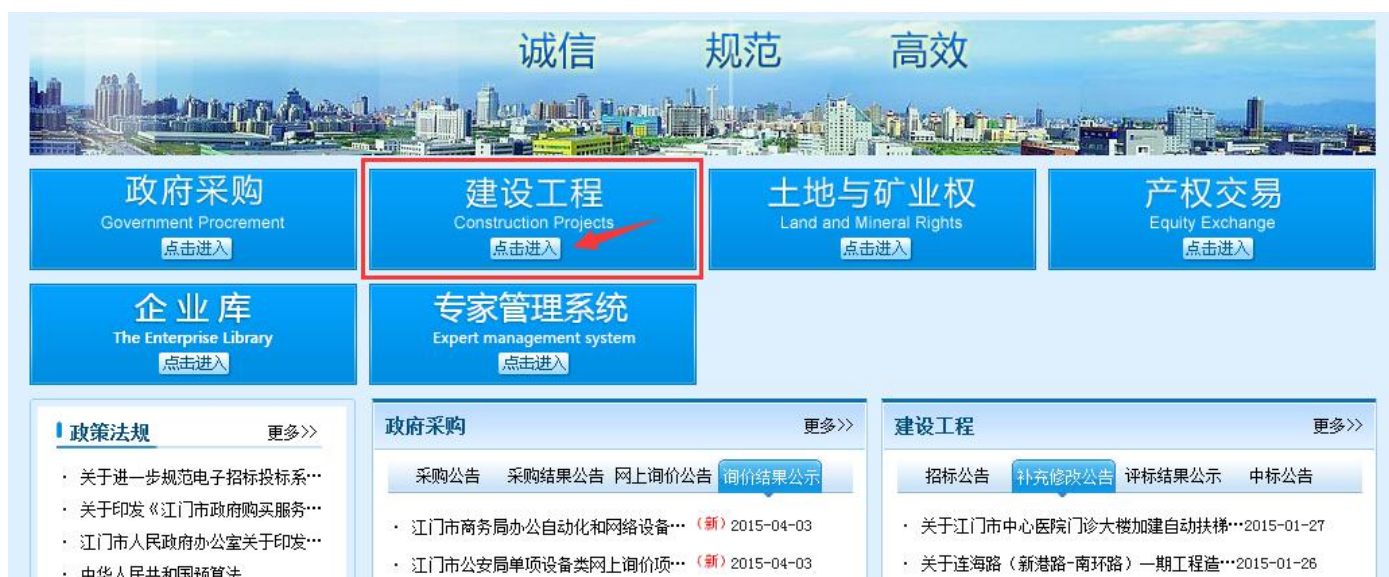 诚信 规范 高效
政府采购
Government Procrement
点击进入
建设工程
Construction Projects
点击进入
土地与矿业权
Land and Mineral Rights
点击进入
产权交易
Equity Exchange
点击进入
企业库
The Enterprise Library
点击进入
专家管理系统
Expert management system
点击进入
政策法规 更多>>
· 关于进一步规范电子招标投标系…
· 关于印发《江门市政府购买服务…
· 江门市人民政府办公室关于印发…
· 中华人民共和国预算法
政府采购 更多>>
采购公告 采购结果公告 网上询价公告 询价结果公示
· 江门市商务局办公自动化和网络设备… (新) 2015-04-03
· 江门市公安局单项设备类网上询价项… (新) 2015-04-03
建设工程 更多>>
招标公告 补充修改公告 评标结果公示 中标公告
· 关于江门市中心医院门诊大楼加建自动扶梯…2015-01-27
· 关于连海路（新港路-南环路）一期工程造…2015-01-26